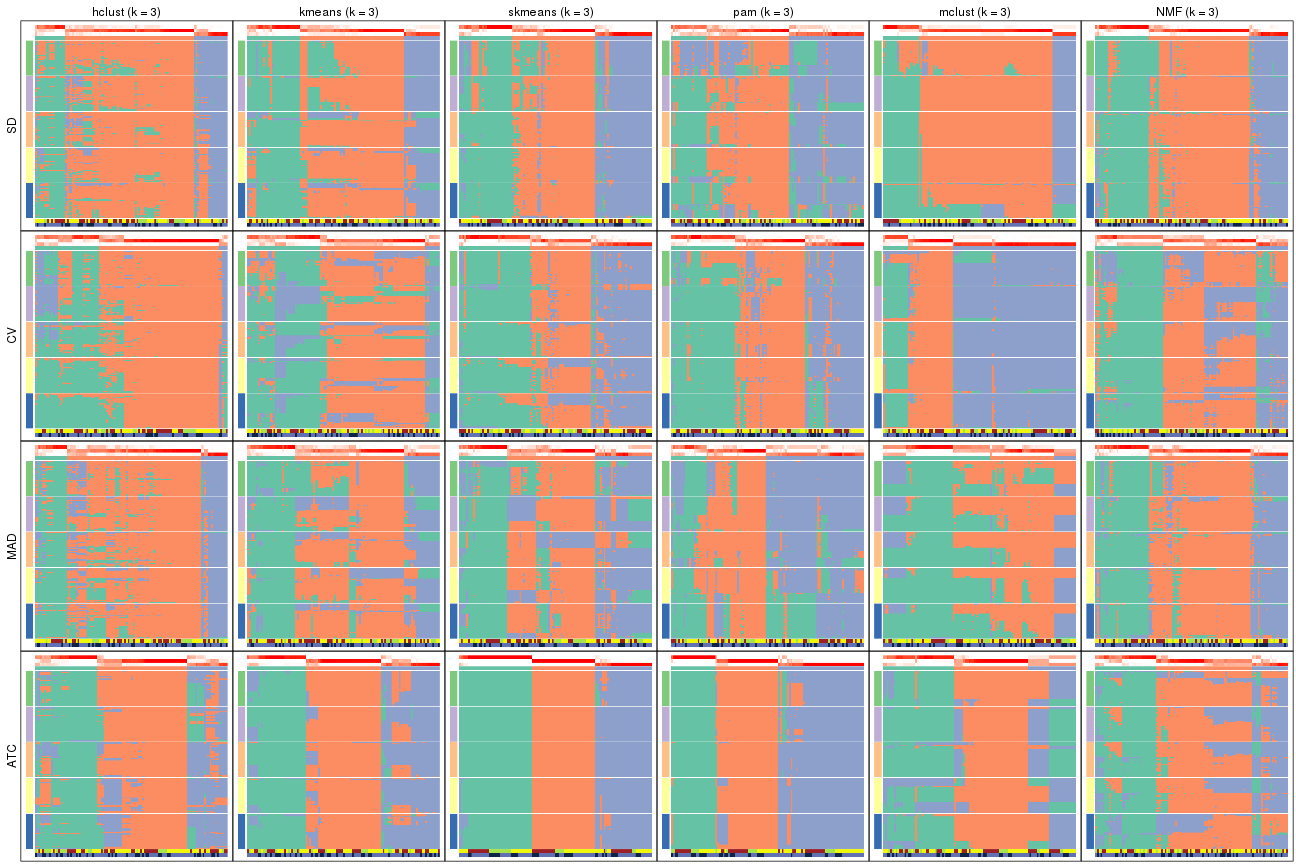 hclust (k = 3) kmeans (k = 3) skmeans (k = 3) pam (k = 3) mclust (k = 3) NMF (k = 3)
SD
CV
MAD
ATC